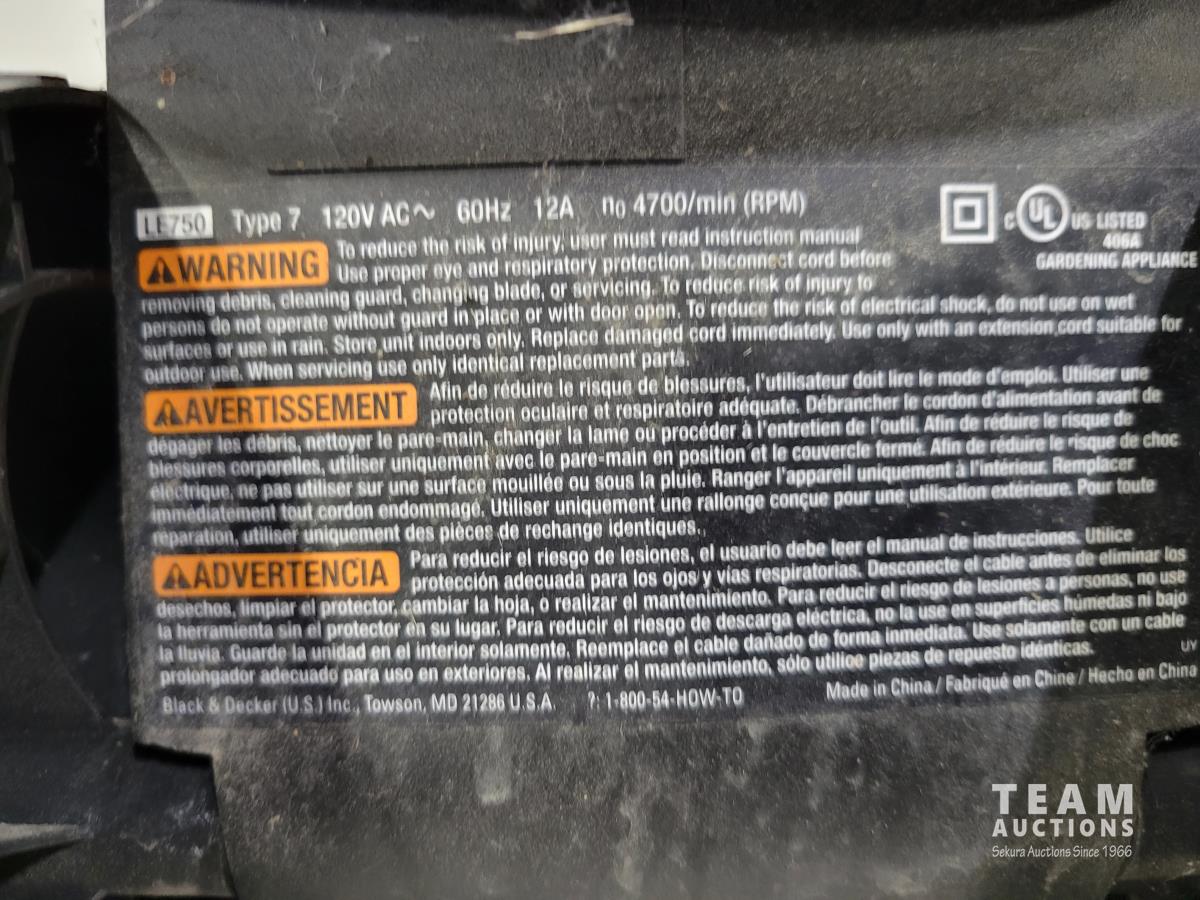 LE750 Type 7 120V AC~ 60Hz 12A n0 4700/min (RPM)
C UL US LISTED
406A
GARDENING APPLIANCE
⚠WARNING To reduce the risk of injury, user must read instruction manual
Use proper eye and respiratory protection. Disconnect cord before
removing debris, cleaning guard, changing blade, or servicing. To reduce risk of injury to
persons do not operate without guard in place or with door open. To reduce the risk of electrical shock, do not use on wet
surfaces or use in rain. Store unit indoors only. Replace damaged cord immediately. Use only with an extension cord suitable for
outdoor use. When servicing use only identical replacement parts.
⚠AVERTISSEMENT Afin de réduire le risque de blessures, l'utilisateur doit lire le mode d'emploi. Utiliser une
protection oculaire et respiratoire adéquate. Débrancher le cordon d'alimentation avant de
dégager les débris, nettoyer le pare-main, changer la lame ou procéder à l'entretien de l'outil. Afin de réduire le risque de
blessures corporelles, utiliser uniquement avec le pare-main en position et le couvercle fermé. Afin de réduire le risque de choc
électrique, ne pas utiliser sur une surface mouillée ou sous la pluie. Ranger l'appareil uniquement à l'intérieur. Remplacer
immédiatement tout cordon endommagé. Utiliser uniquement une rallonge conçue pour une utilisation extérieure. Pour toute
réparation, utiliser uniquement des pièces de rechange identiques.
⚠ADVERTENCIA Para reducir el riesgo de lesiones, el usuario debe leer el manual de instrucciones. Utilice
protección adecuada para los ojos y vías respiratorias. Desconecte el cable antes de eliminar los
desechos, limpiar el protector, cambiar la hoja, o realizar el mantenimiento. Para reducir el riesgo de lesiones a personas, no use
la herramienta sin el protector en su lugar. Para reducir el riesgo de descarga eléctrica, no la use en superficies húmedas ni bajo
la lluvia. Guarde la unidad en el interior solamente. Reemplace el cable dañado de forma inmediata. Use solamente con un cable
prolongador adecuado para uso en exteriores. Al realizar el mantenimiento, sólo utilice piezas de repuesto idénticas.
UV
Black & Decker (U.S.) Inc., Towson, MD 21286 U.S.A. ?: 1-800-54-HOW-TO Made in China / Fabriqué en Chine / Hecho en China
TEAM
AUCTIONS
Sekura Auctions Since 1966